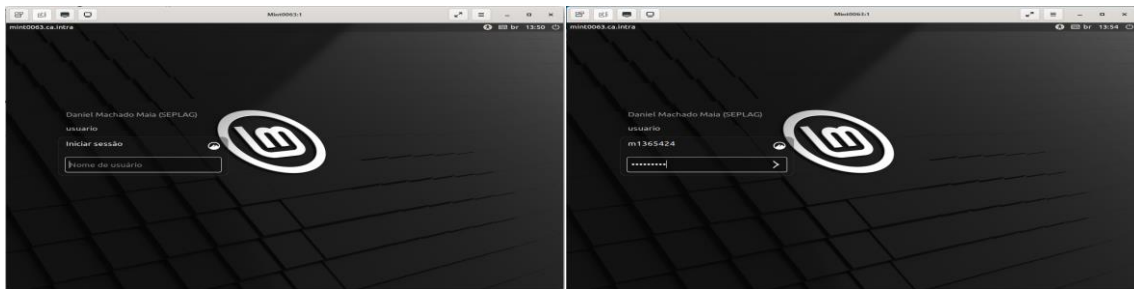 Mint0063:1
mint0063.ca.intra br 13:50
Daniel Machado Maia (SEPLAG)
usuario
Iniciar sessão
Nome de usuário
Mint0063:1
mint0063.ca.intra br 13:54
Daniel Machado Maia (SEPLAG)
usuario
m1365424
•••••••••